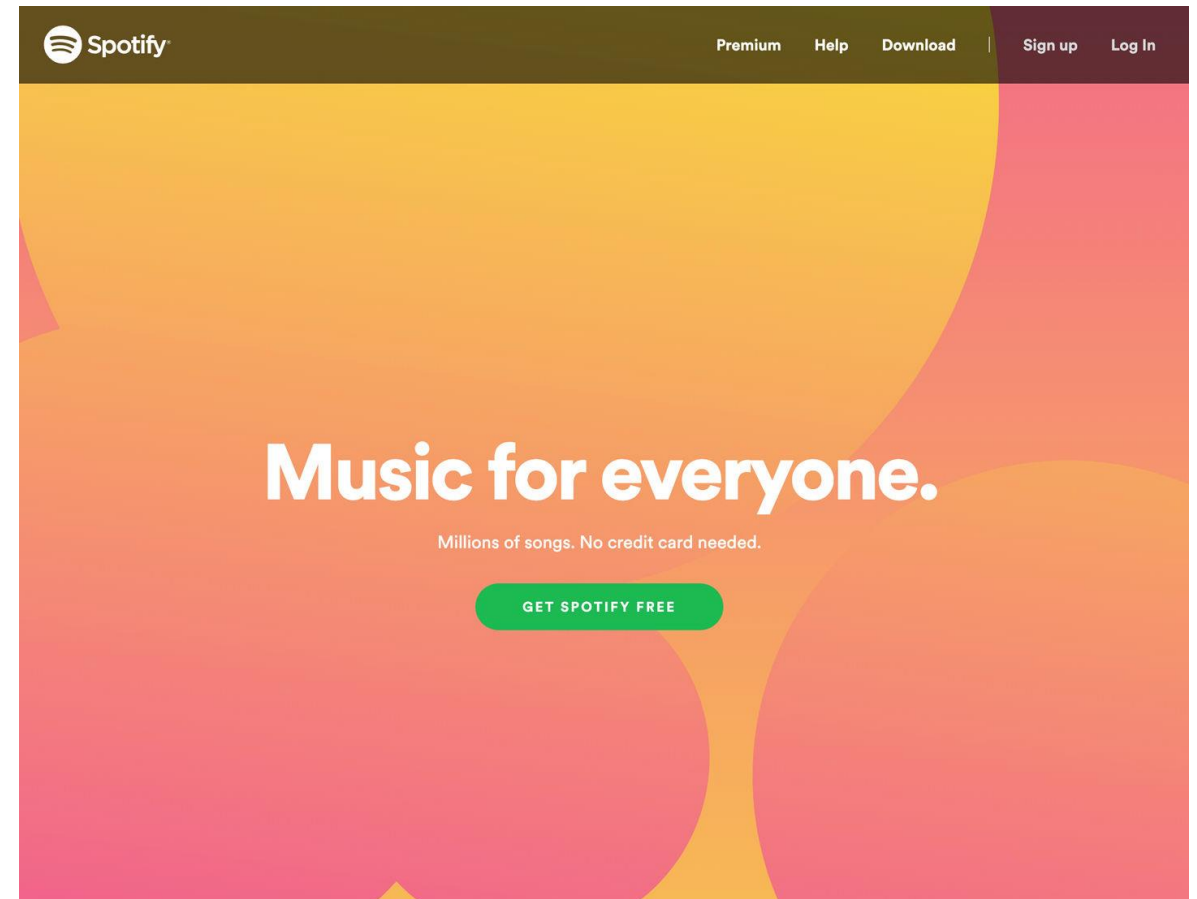 Spotify®
Premium Help Download | Sign up Log In
Music for everyone.
Millions of songs. No credit card needed.
GET SPOTIFY FREE